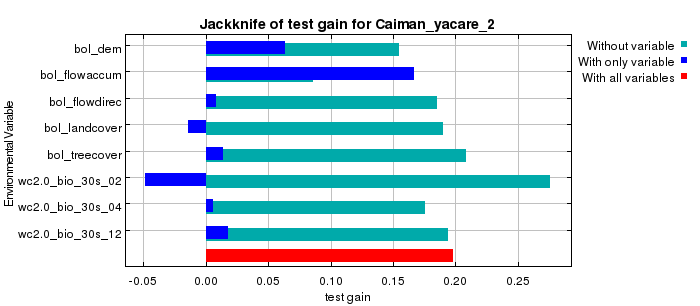 Jackknife of test gain for Caiman_yacare_2
Environmental Variable
bol_dem
bol_flowaccum
bol_flowdirec
bol_landcover
bol_treecover
wc2.0_bio_30s_02
wc2.0_bio_30s_04
wc2.0_bio_30s_12
-0.05 0.00 0.05 0.10 0.15 0.20 0.25
test gain
Without variable
With only variable
With all variables